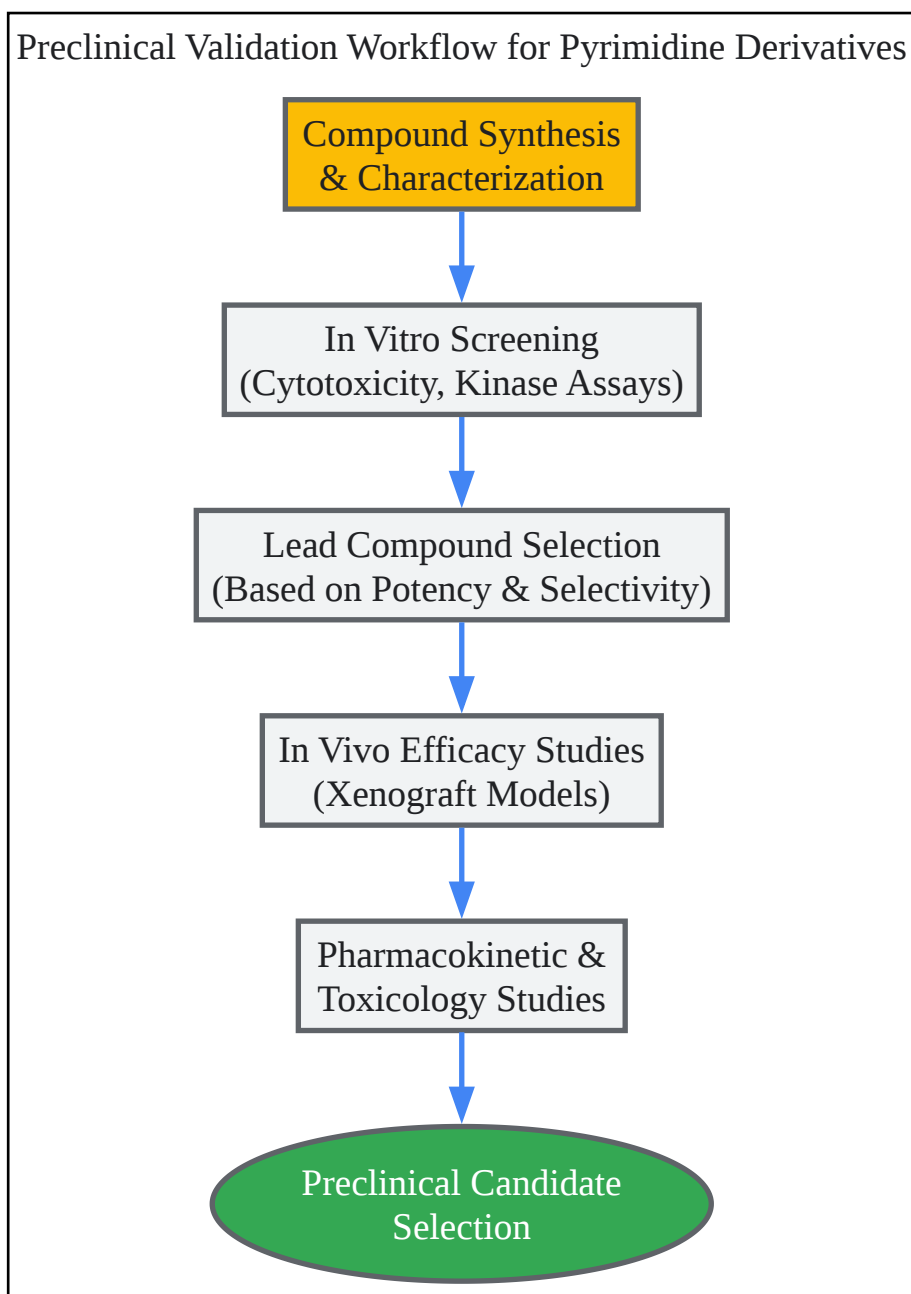 Preclinical Validation Workflow for Pyrimidine Derivatives
Compound Synthesis
& Characterization
In Vitro Screening
(Cytotoxicity, Kinase Assays)
Lead Compound Selection
(Based on Potency & Selectivity)
In Vivo Efficacy Studies
(Xenograft Models)
Pharmacokinetic &
Toxicology Studies
Preclinical Candidate
Selection